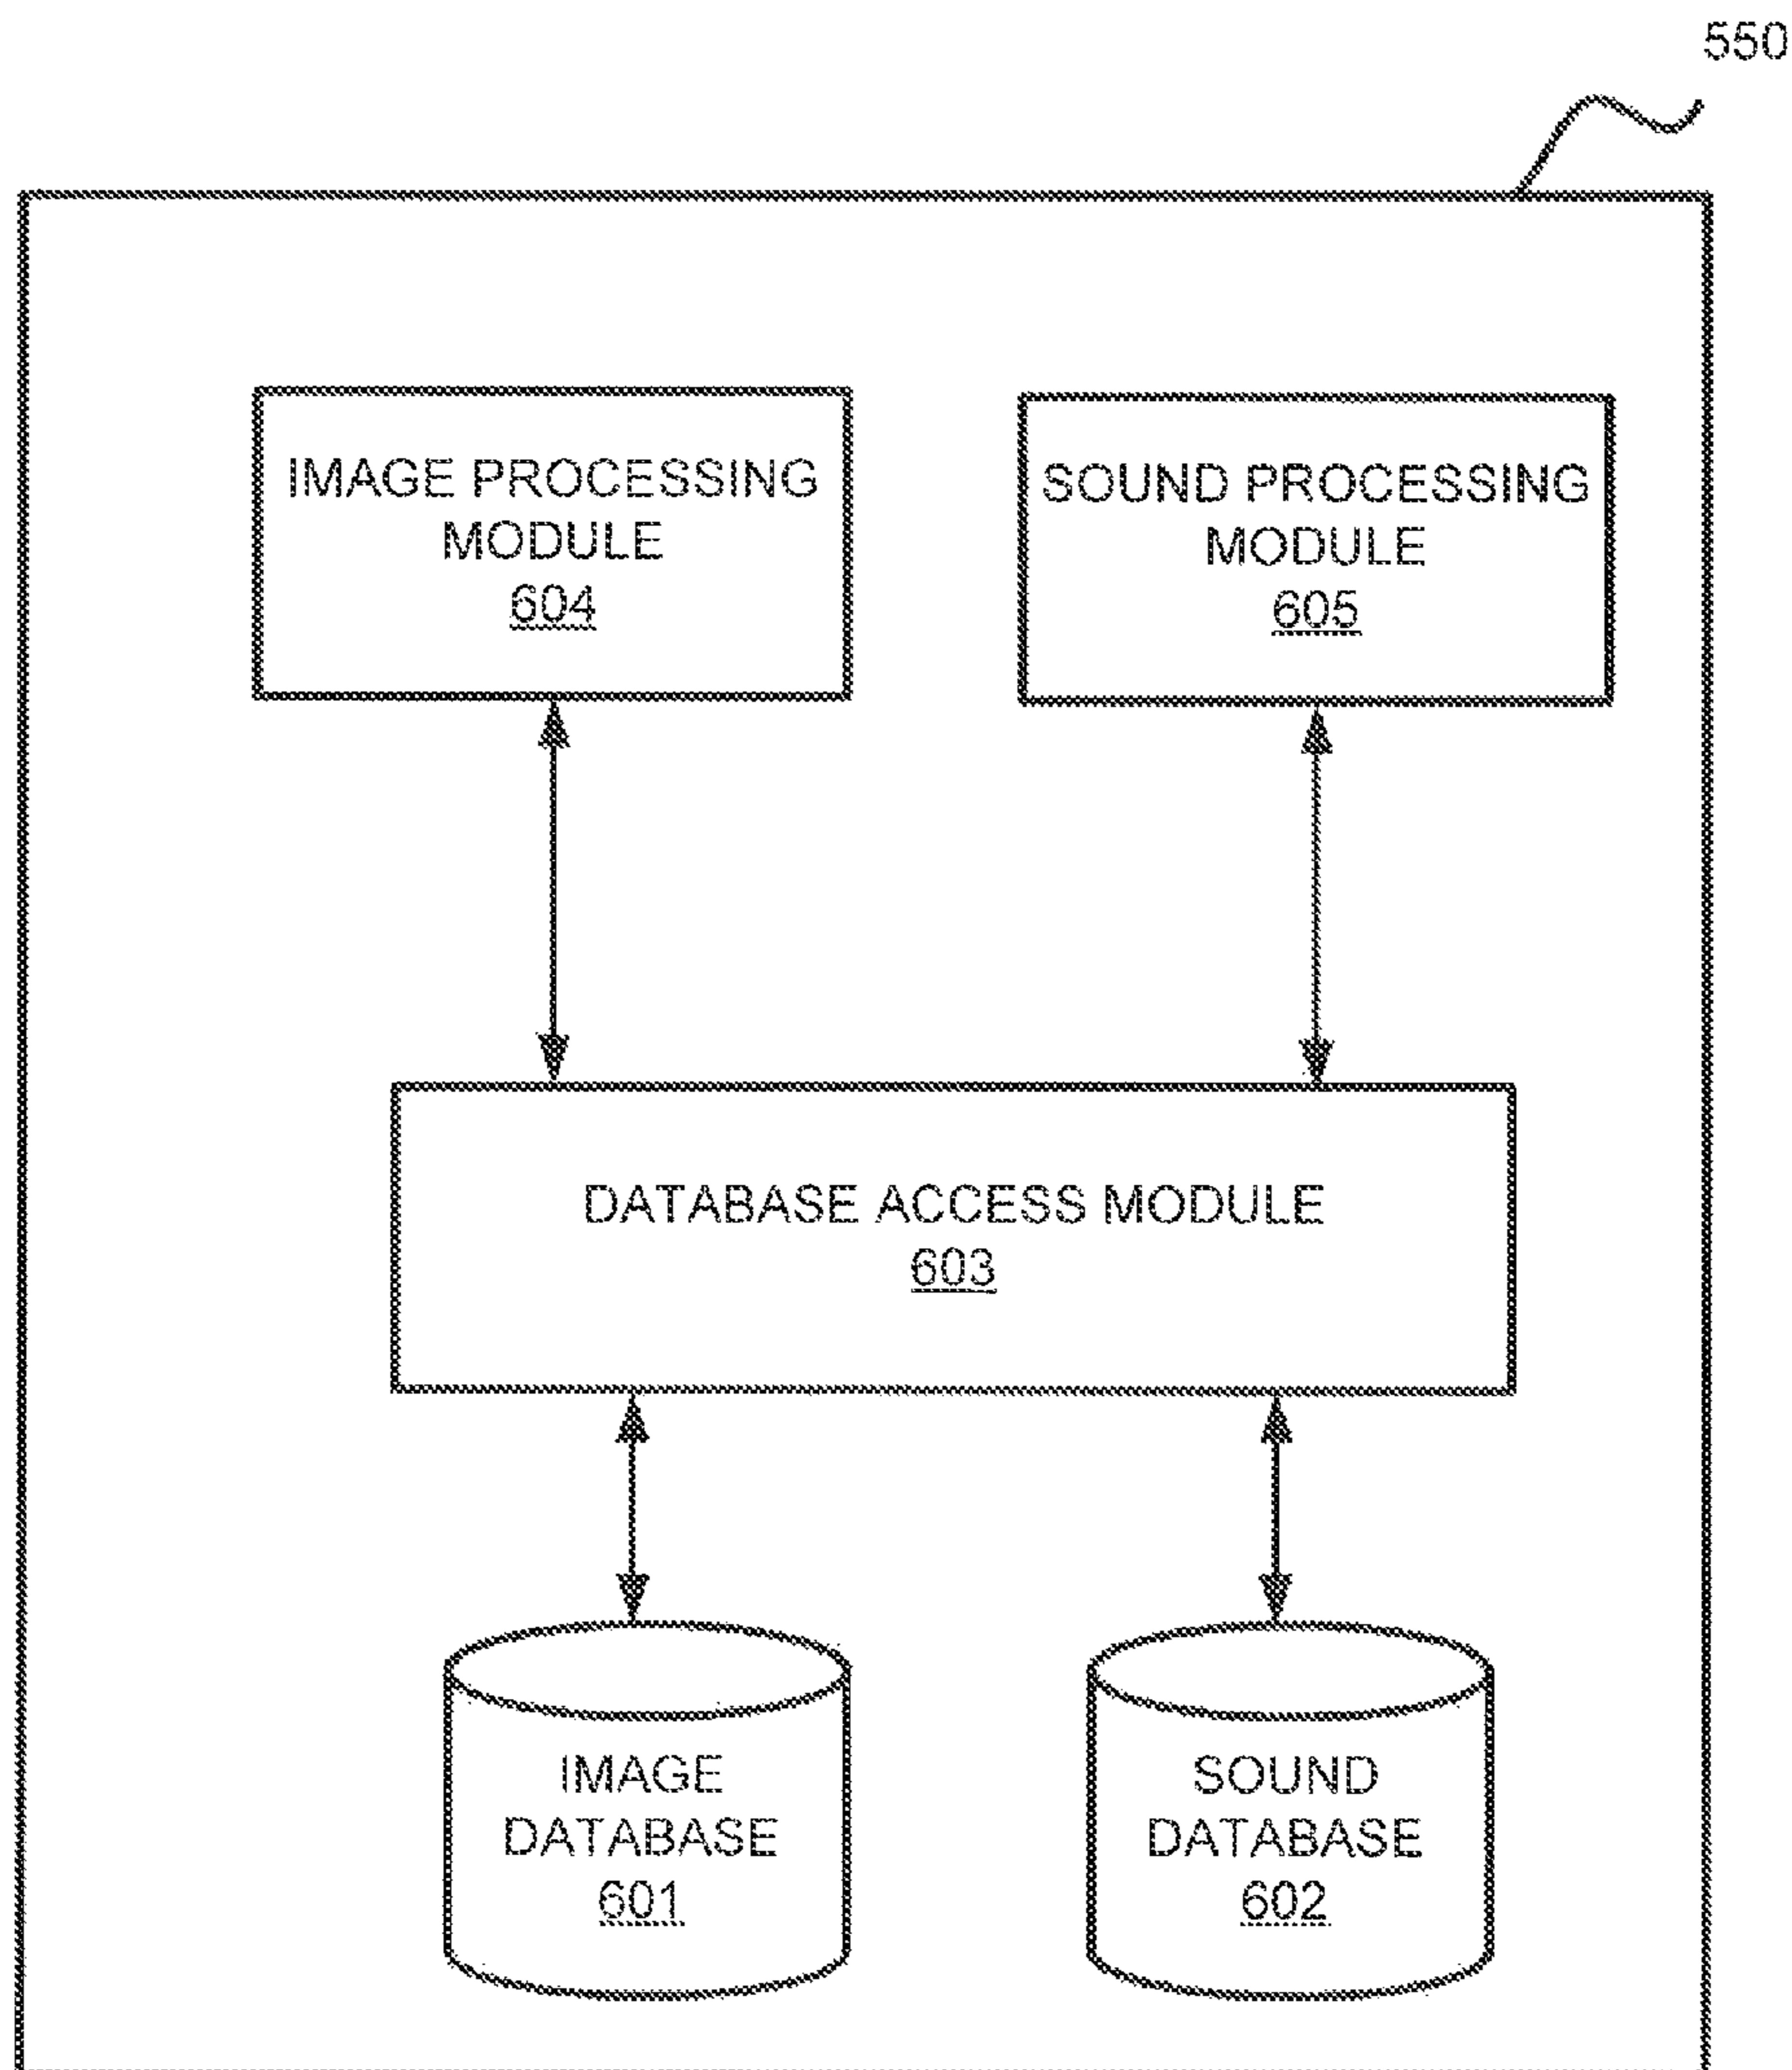 550
IMAGE PROCESSING
MODULE
604
SOUND PROCESSING
MODULE
605
DATABASE ACCESS MODULE
603
IMAGE
DATABASE
601
SOUND
DATABASE
602